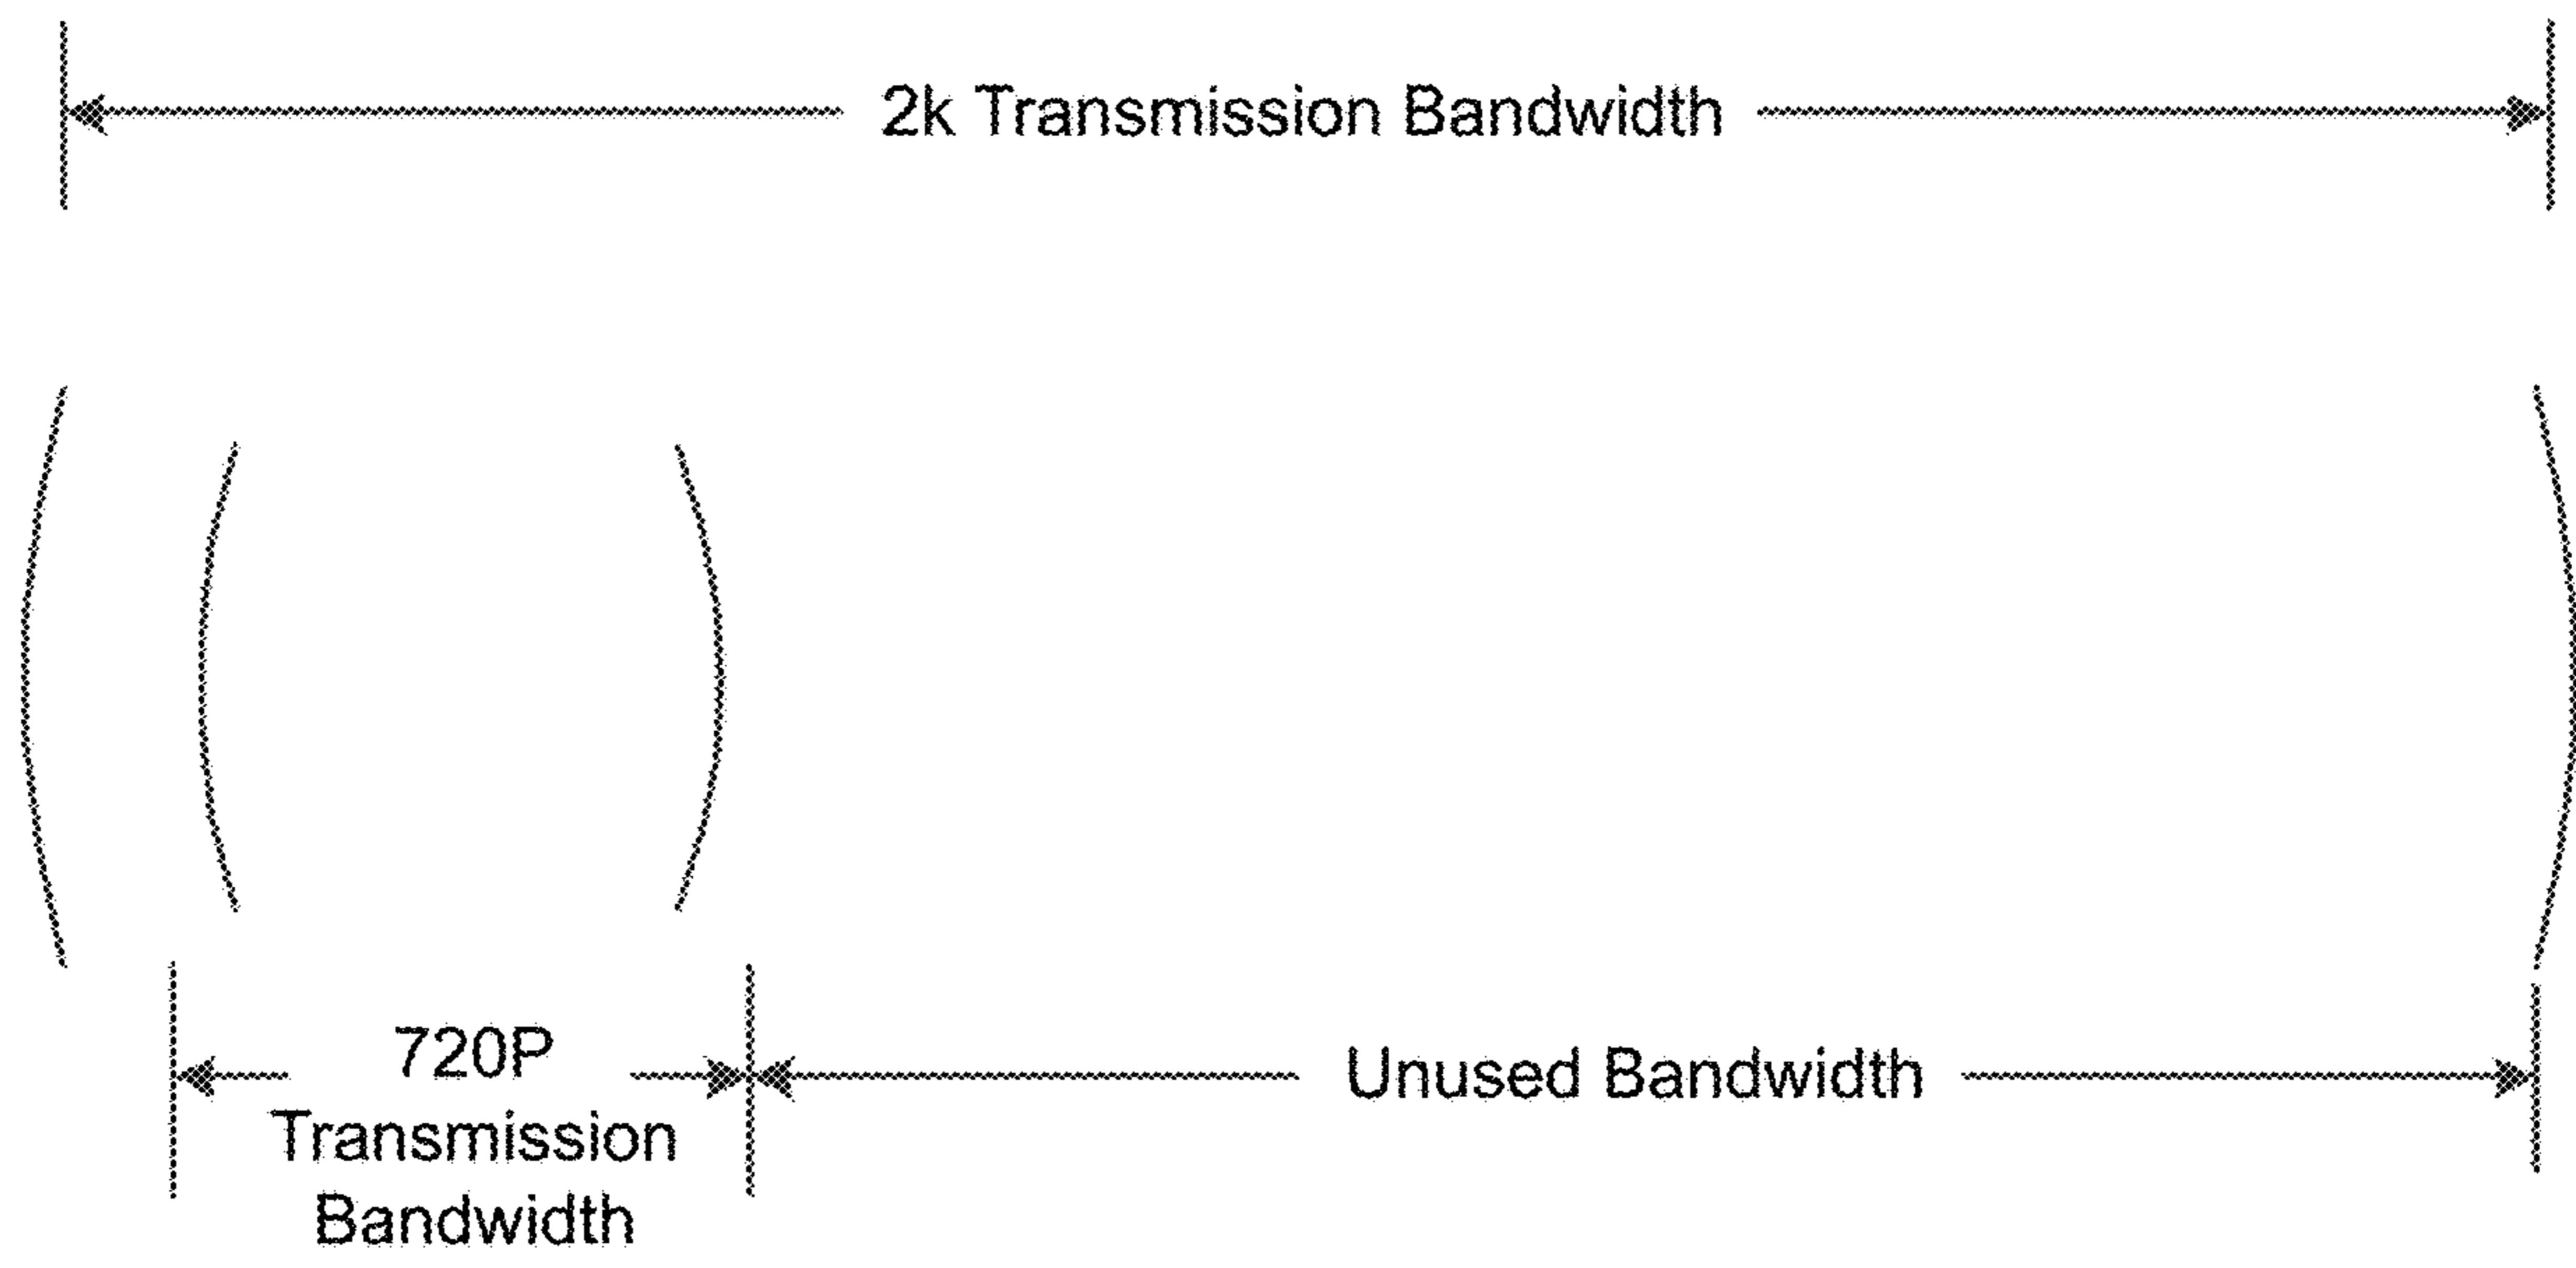 2k Transmission Bandwidth
720P
Transmission
Bandwidth
Unused Bandwidth